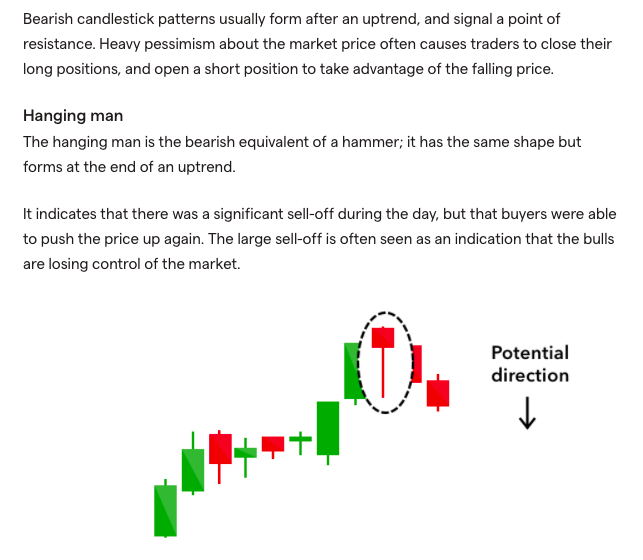 Bearish candlestick patterns usually form after an uptrend, and signal a point of
resistance. Heavy pessimism about the market price often causes traders to close their
long positions, and open a short position to take advantage of the falling price.
Hanging man
The hanging man is the bearish equivalent of a hammer; it has the same shape but
forms at the end of an uptrend.
It indicates that there was a significant sell-off during the day, but that buyers were able
to push the price up again. The large sell-off is often seen as an indication that the bulls
are losing control of the market.
Potential
direction